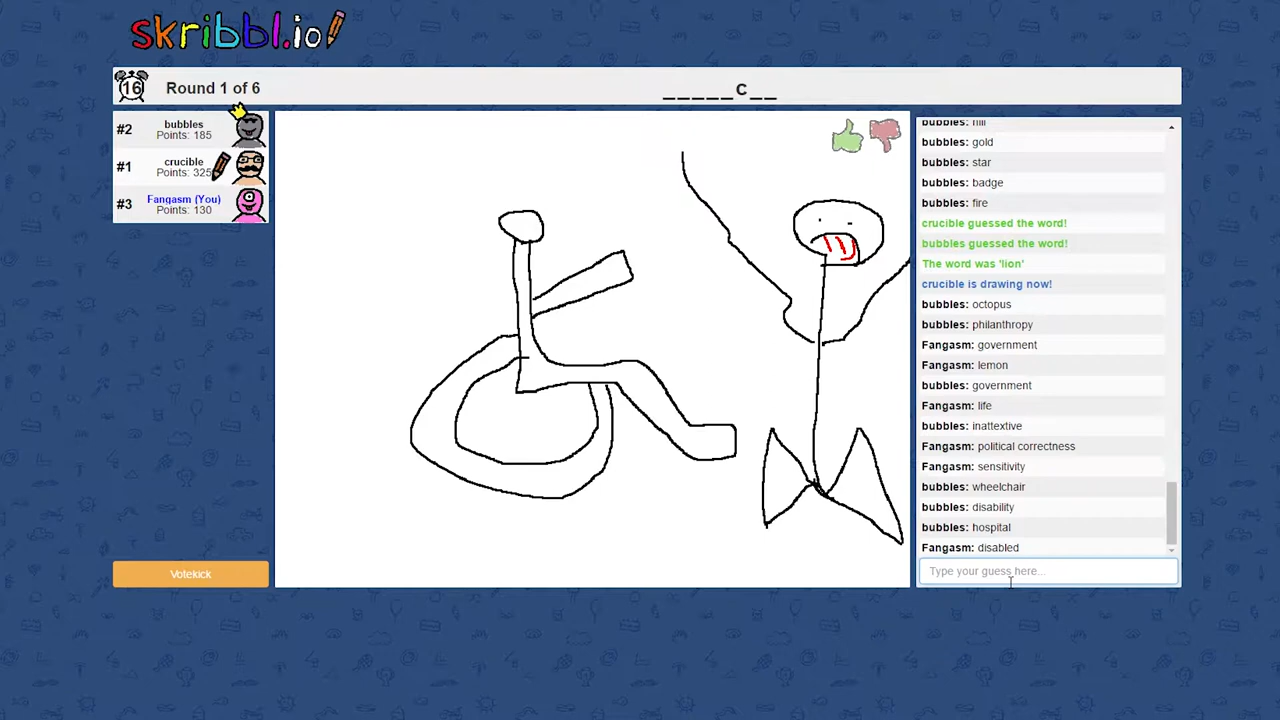 skribbl.io
16
Round 1 of 6
_____c__
#2
bubbles
Points: 185
#1
crucible
Points: 325
#3
Fangasm (You)
Points: 130
Votekick
bubbles: gold
bubbles: star
bubbles: badge
bubbles: fire
crucible guessed the word!
bubbles guessed the word!
The word was 'lion'
crucible is drawing now!
bubbles: octopus
bubbles: philanthropy
Fangasm: government
Fangasm: lemon
bubbles: government
Fangasm: life
bubbles: inattextive
Fangasm: political correctness
Fangasm: sensitivity
bubbles: wheelchair
bubbles: disability
bubbles: hospital
Fangasm: disabled
Type your guess here...